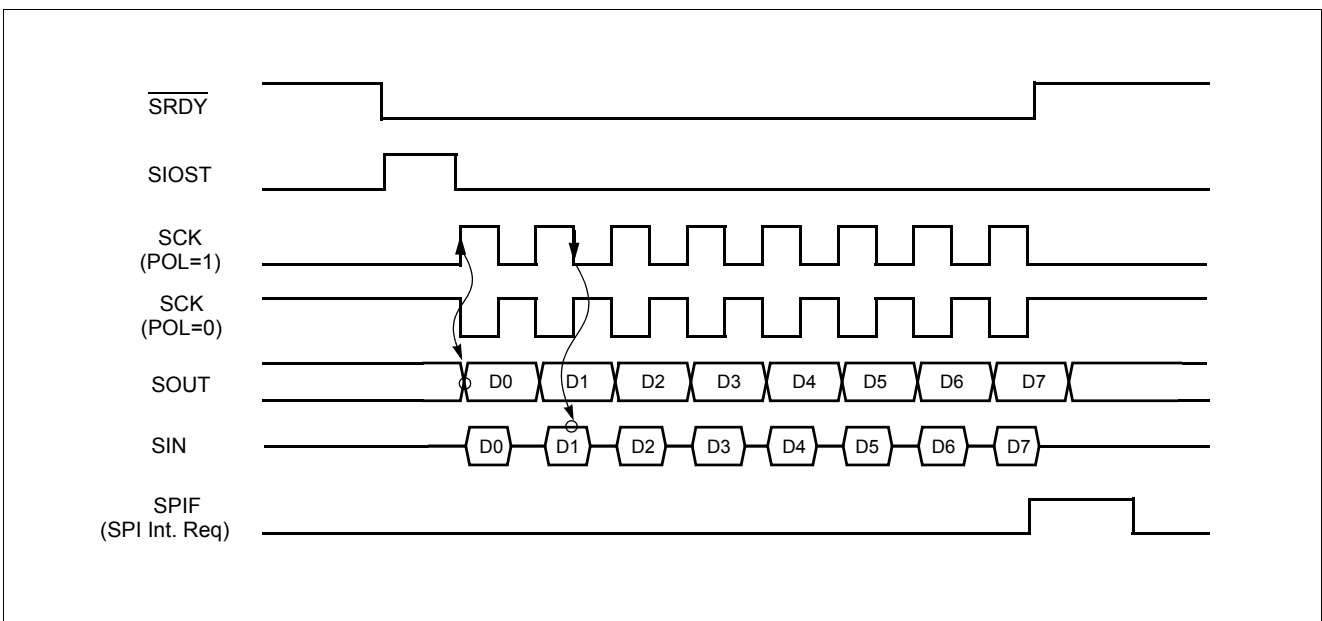 SRDY
SIOST
SCK
(POL=1)
SCK
(POL=0)
SOUT D0 D1 D2 D3 D4 D5 D6 D7
SIN D0 D1 D2 D3 D4 D5 D6 D7
SPIF
(SPI Int. Req)